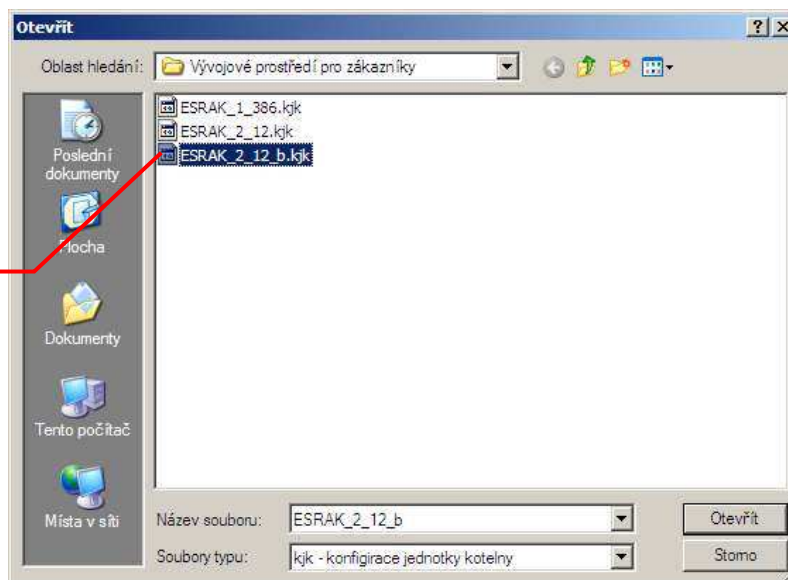 Otevřít
Oblast hledání: Vývojové prostředí pro zákazníky
ESRAK_1_386.kjk
ESRAK_2_12.kjk
ESRAK_2_12_b.kjk
Poslední
dokumenty
Plocha
Dokumenty
Tento počítač
Místa v síti
Název souboru: ESRAK_2_12_b Otevřít
Soubory typu: kjk - konfigirace jednotky kotelny Storno